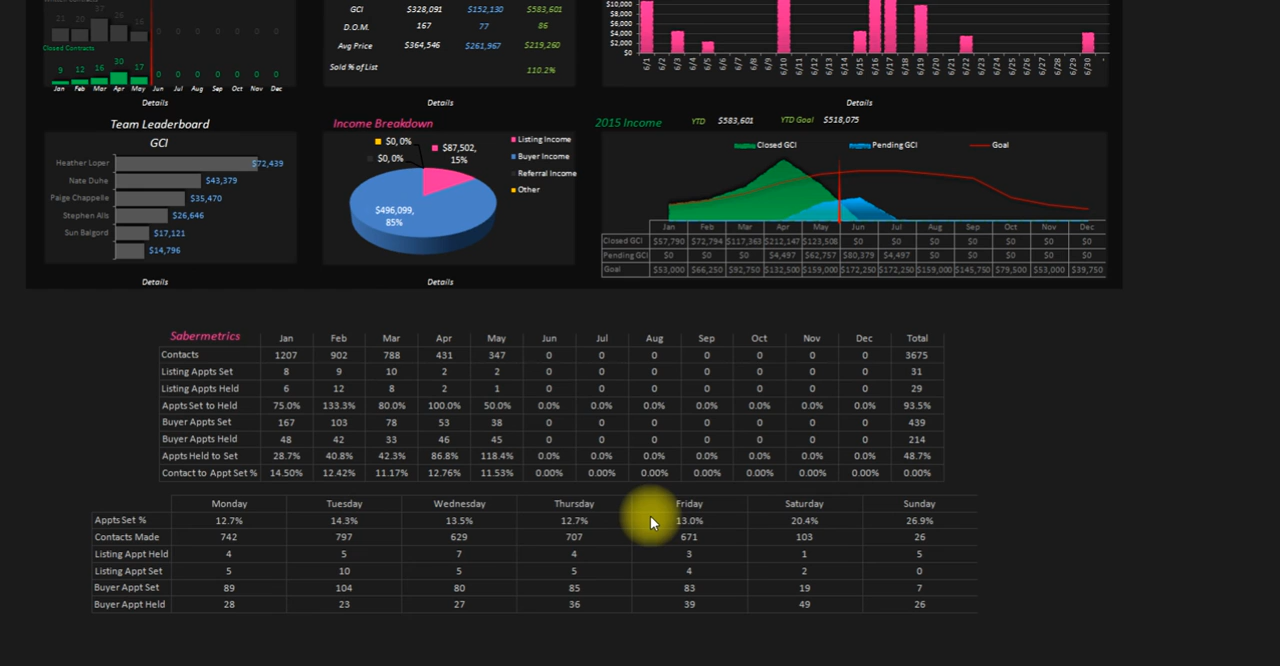 21 20 37 26 16 0 0 0 0 0 0 0
Closed Contracts
9 12 16 30 17 0 0 0 0 0 0 0
Jan Feb Mar Apr May Jun Jul Aug Sep Oct Nov Dec
Details
GCI $328,091 $152,130 $583,601
D.O.M. 167 77 86
Avg Price $364,546 $261,967 $219,260
Sold % of List 110.2%
Details
$10,000
$8,000
$6,000
$4,000
$2,000
$0
6/1 6/2 6/3 6/4 6/5 6/6 6/7 6/8 6/9 6/10 6/11 6/12 6/13 6/14 6/15 6/16 6/17 6/18 6/19 6/20 6/21 6/22 6/23 6/24 6/25 6/26 6/27 6/28 6/29 6/30
Details
Team Leaderboard
GCI
Heather Loper $72,439
Nate Duhe $43,379
Paige Chappelle $35,470
Stephen Alls $26,646
Sun Balgord $17,121
$14,796
Details
Income Breakdown
$0,0%
$0,0%
$87,502,
15%
$496,099,
85%
Listing Income
Buyer Income
Referral Income
Other
Details
2015 Income YTD $583,601 YTD Goal $518,075
Closed GCI Pending GCI Goal
Jan Feb Mar Apr May Jun Jul Aug Sep Oct Nov Dec
Closed GCI $57,790 $72,794 $117,363 $212,147 $123,508 $0 $0 $0 $0 $0 $0 $0
Pending GCI $0 $0 $0 $4,497 $62,757 $80,379 $4,497 $0 $0 $0 $0 $0
Goal $53,000 $66,250 $92,750 $132,500 $159,000 $172,250 $172,250 $159,000 $145,750 $79,500 $53,000 $39,750
Sabermetrics Jan Feb Mar Apr May Jun Jul Aug Sep Oct Nov Dec Total
Contacts 1207 902 788 431 347 0 0 0 0 0 0 0 3675
Listing Appts Set 8 9 10 2 2 0 0 0 0 0 0 0 31
Listing Appts Held 6 12 8 2 1 0 0 0 0 0 0 0 29
Appts Set to Held 75.0% 133.3% 80.0% 100.0% 50.0% 0.0% 0.0% 0.0% 0.0% 0.0% 0.0% 0.0% 93.5%
Buyer Appts Set 167 103 78 53 38 0 0 0 0 0 0 0 439
Buyer Appts Held 48 42 33 46 45 0 0 0 0 0 0 0 214
Appts Held to Set 28.7% 40.8% 42.3% 86.8% 118.4% 0.0% 0.0% 0.0% 0.0% 0.0% 0.0% 0.0% 48.7%
Contact to Appt Set % 14.50% 12.42% 11.17% 12.76% 11.53% 0.00% 0.00% 0.00% 0.00% 0.00% 0.00% 0.00% 0.00%
Monday Tuesday Wednesday Thursday Friday Saturday Sunday
Appts Set % 12.7% 14.3% 13.5% 12.7% 13.0% 20.4% 26.9%
Contacts Made 742 797 629 707 671 103 26
Listing Appt Held 4 5 7 4 3 1 5
Listing Appt Set 5 10 5 5 4 2 0
Buyer Appt Set 89 104 80 85 83 19 7
Buyer Appt Held 28 23 27 36 39 49 26